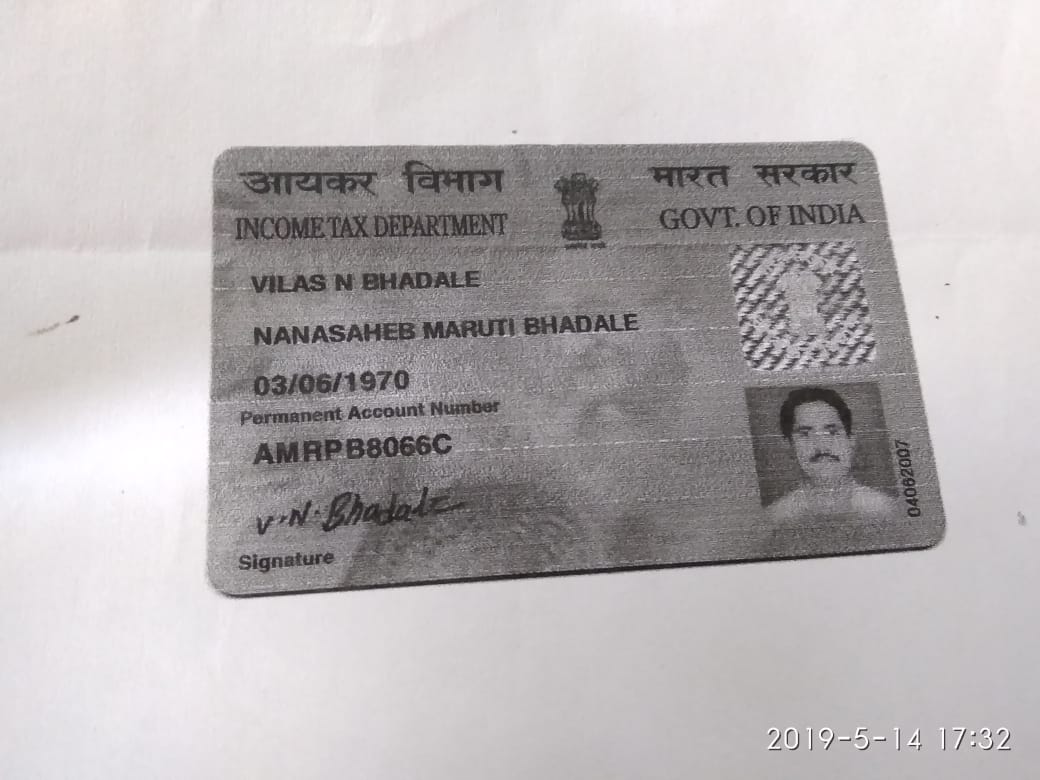 आयकर विभाग
INCOME TAX DEPARTMENT
मारत सरकार
GOVT. OF INDIA
VILAS N BHADALE
NANASAHEB MARUTI BHADALE
03/06/1970
Permanent Account Number
AMRPB8066C
V.N.Bhadale
Signature
04062007
2019-5-14 17:32